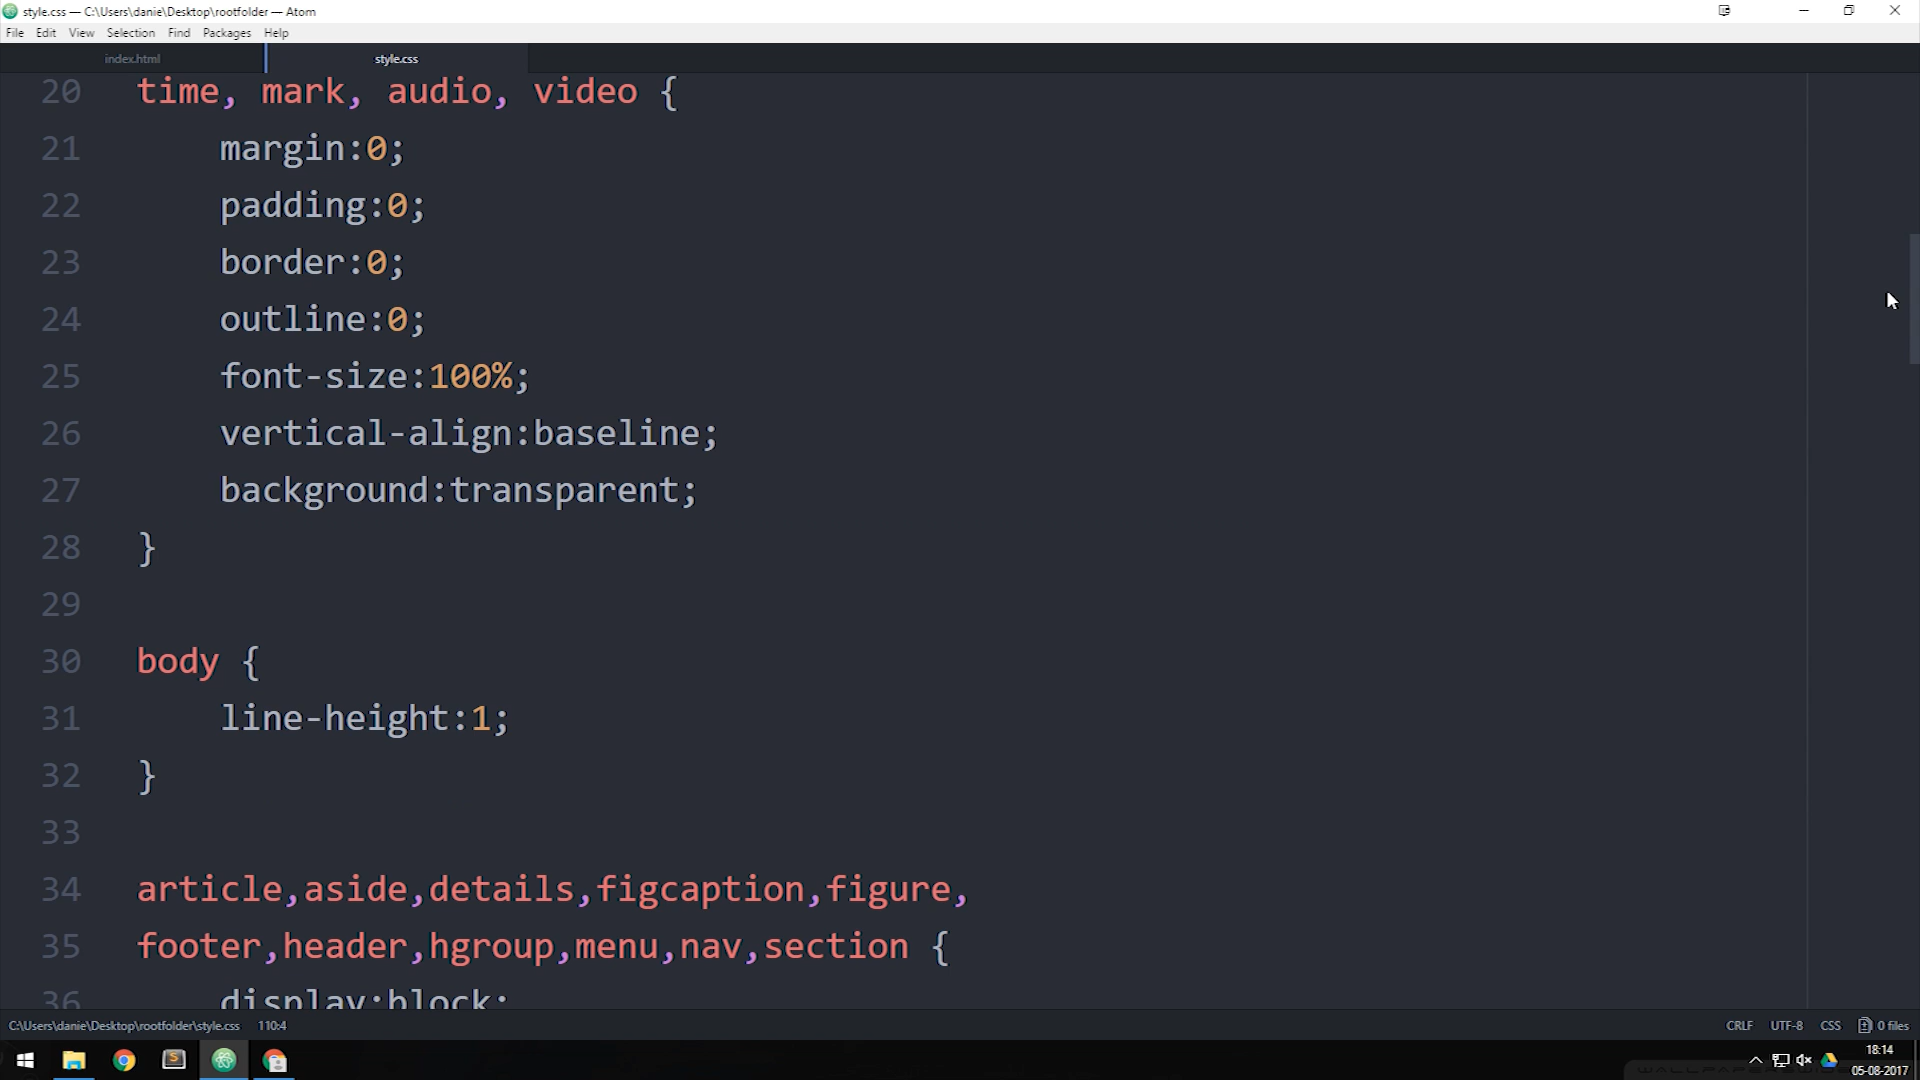 style.css — C:\Users\danie\Desktop\rootfolder — Atom
File Edit View Selection Find Packages Help
index.html style.css
20 time, mark, audio, video {
21 margin:0;
22 padding:0;
23 border:0;
24 outline:0;
25 font-size:100%;
26 vertical-align:baseline;
27 background:transparent;
28 }
29
30 body {
31 line-height:1;
32 }
33
34 article,aside,details,figcaption,figure,
35 footer,header,hgroup,menu,nav,section {
36 display:block;
C:\Users\danie\Desktop\rootfolder\style.css 110:4 CRLF UTF-8 CSS 0 files
18:14
05-08-2017